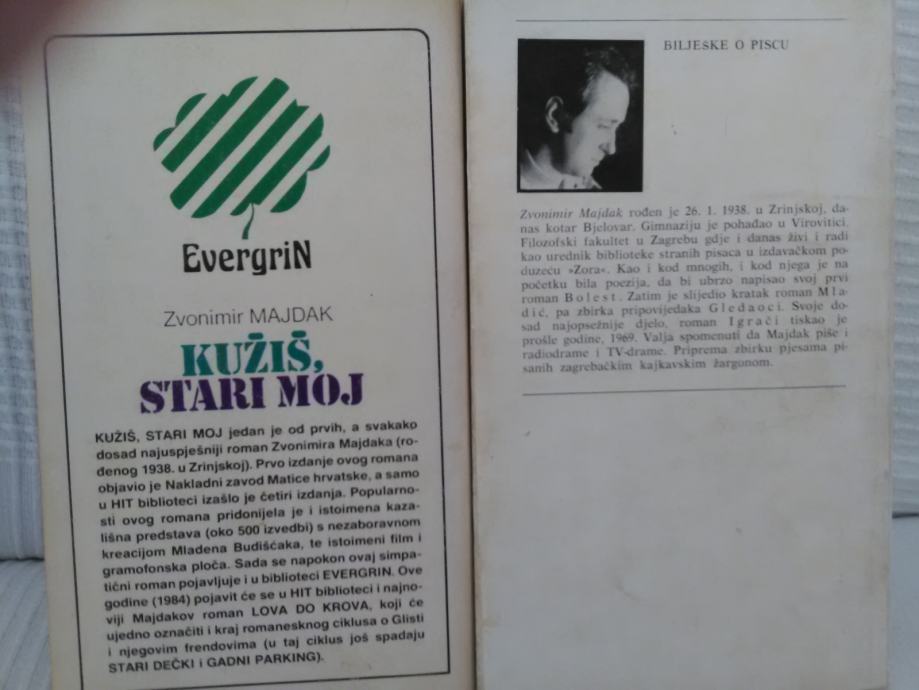 EvergriN
Zvonimir MAJDAK
KUŽIŠ,
STARI MOJ
KUŽIŠ, STARI MOJ jedan je od prvih, a svakako
dosad najuspješniji roman Zvonimira Majdaka (ro-
đenog 1938. u Zrinjskoj). Prvo izdanje ovog romana
objavio je Nakladni zavod Matice hrvatske, a samo
u HIT biblioteci izašlo je četiri izdanja. Popularno-
sti ovog romana pridonijela je i istoimena kaza-
lišna predstava (oko 500 izvedbi) s nezaboravnom
kreacijom Mladena Budišćaka, te istoimeni film i
gramofonska ploča. Sada se napokon ovaj simpa-
tični roman pojavljuje i u biblioteci EVERGRIN. Ove
godine (1984) pojavit će se u HIT biblioteci i najno-
viji Majdakov roman LOVA DO KROVA, koji će
ujedno označiti i kraj romanesknog ciklusa o Glisti
i njegovim frendovima (u taj ciklus još spadaju
STARI DEČKI i GADNI PARKING).
BILJESKE O PISCU
Zvonimir Majdak rođen je 26. 1. 1938. u Zrinjskoj, da-
nas kotar Bjelovar. Gimnaziju je pohađao u Virovitici,
Filozofski fakultet u Zagrebu gdje i danas živi i radi
kao urednik biblioteke stranih pisaca u izdavačkom po-
duzeću »Zora«. Kao i kod mnogih, i kod njega je na
početku bila poezija, da bi ubrzo napisao svoj prvi
roman Bolest. Zatim je slijedio kratak roman Mla-
dić, pa zbirka pripovijedaka Gledaoci. Svoje do-
sad najopsežnije djelo, roman Igrači tiskao je
prošle godine, 1969. Valja spomenuti da Majdak piše i
radiodrame i TV-drame. Priprema zbirku pjesama pi-
sanih zagrebačkim kajkavskim žargonom.